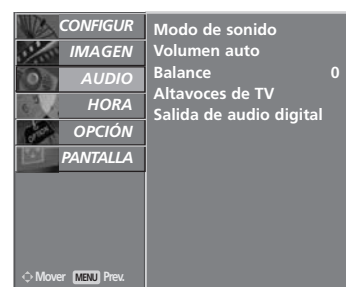 CONFIGUR
IMAGEN
AUDIO
HORA
OPCIÓN
PANTALLA
Modo de sonido
Volumen auto
Balance 0
Altavoces de TV
Salida de audio digital
Mover MENU Prev.